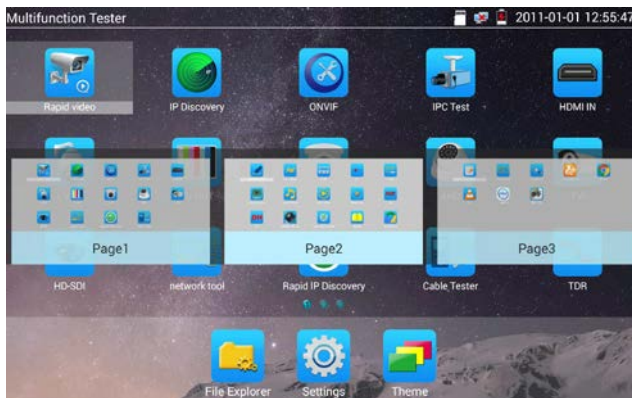 Multifunction Tester 2011-01-01 12:55:47
Rapid video IP Discovery ONVIF IPC Test HDMI IN
Page1 Page2 Page3
HD-SDI network tool Rapid IP Discovery Cable Tester TDR
File Explorer Settings Theme